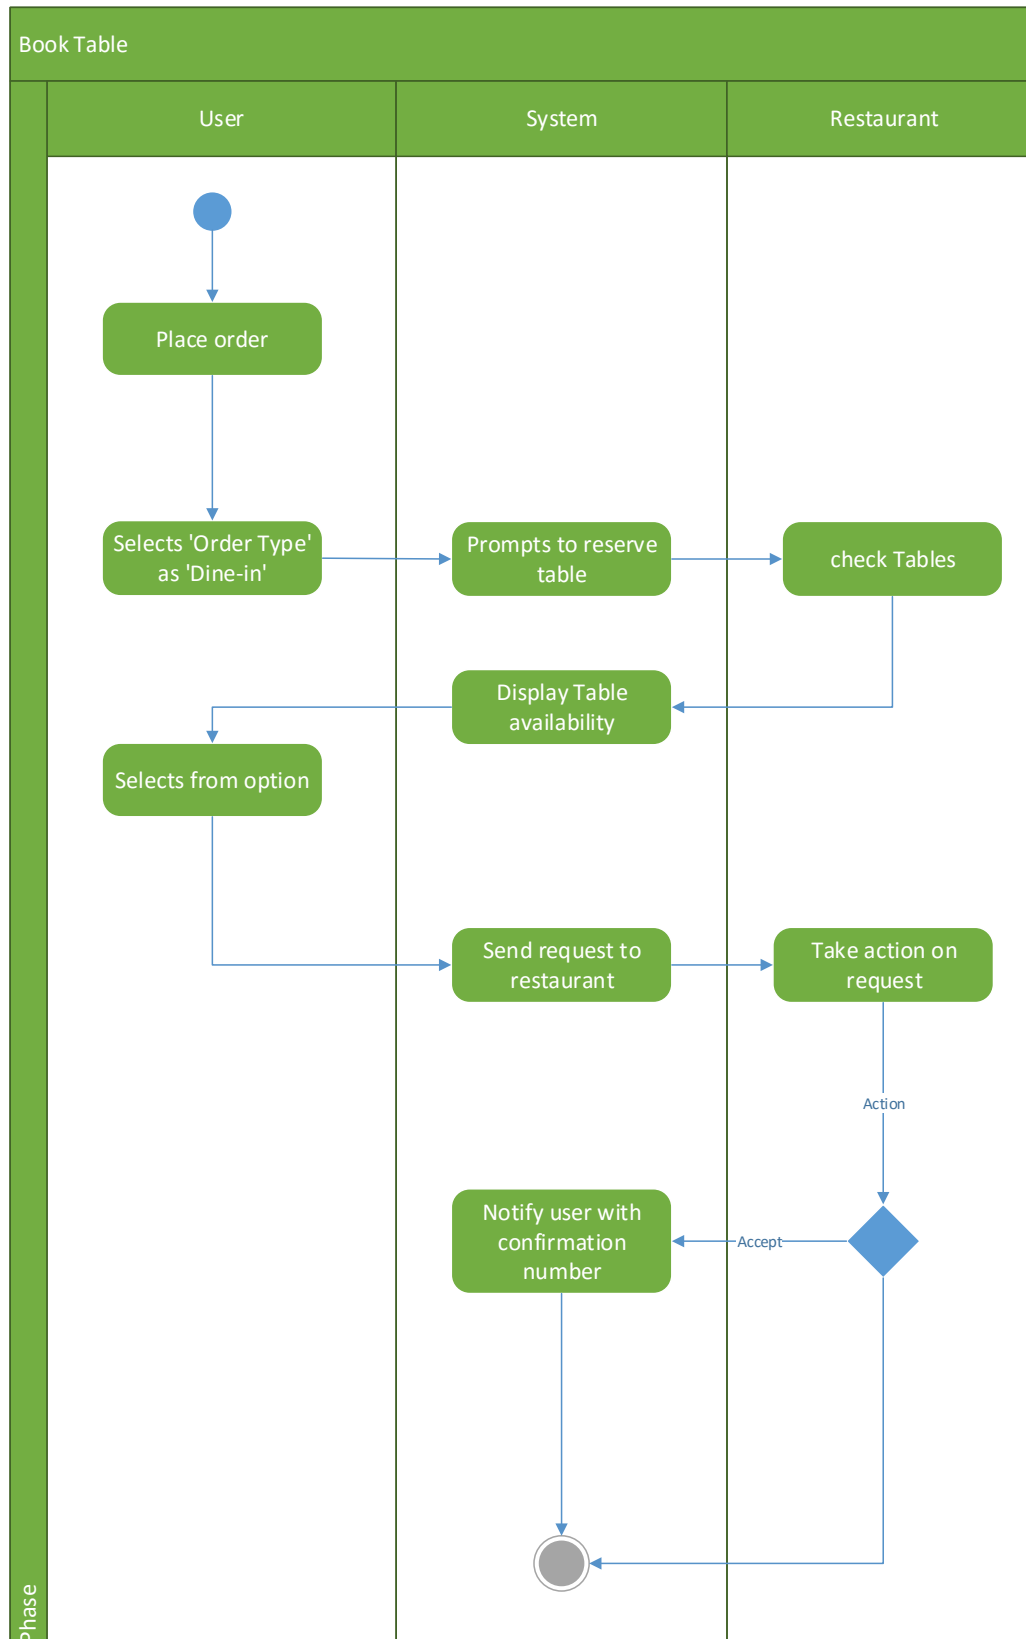 Book Table
User
System
Restaurant
Place order
Selects 'Order Type'
as 'Dine-in'
Prompts to reserve
table
check Tables
Display Table
availability
Selects from option
Send request to
restaurant
Take action on
request
Action
Notify user with
confirmation
number
Accept
Phase